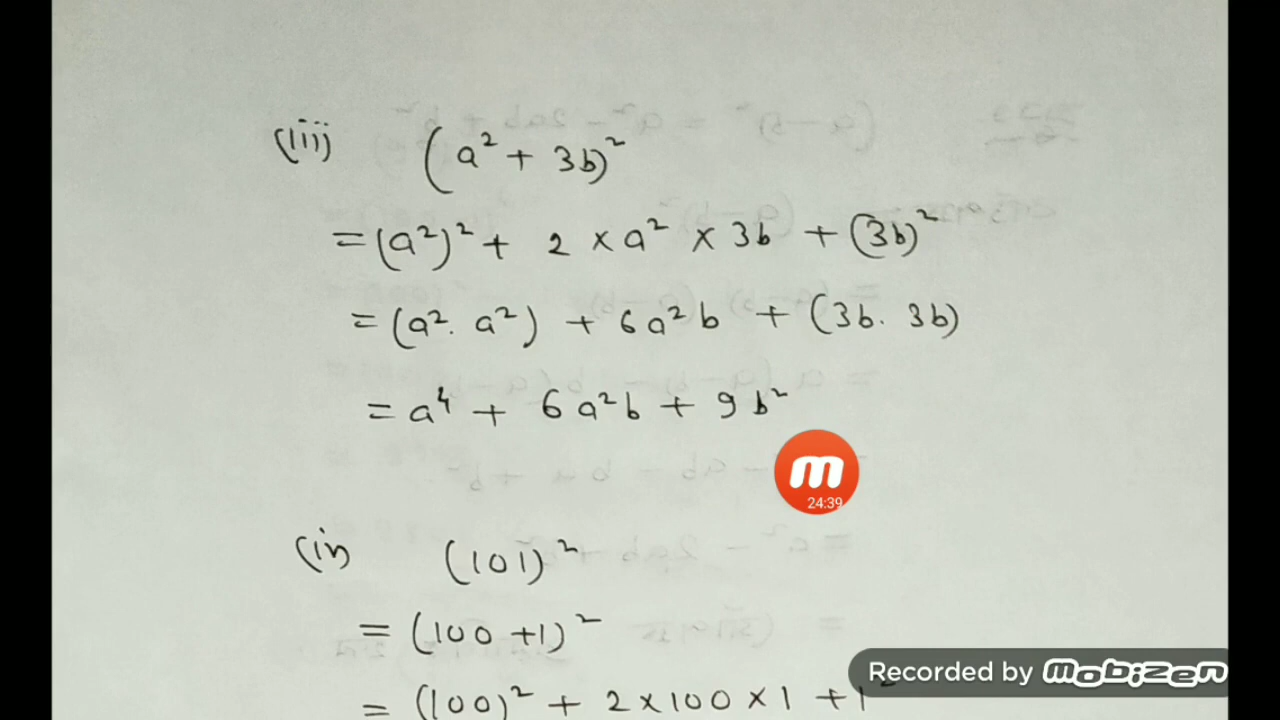 (iii) (a² + 3b)²
= (a²)² + 2 × a² × 3b + (3b)²
= (a². a²) + 6a²b + (3b. 3b)
= a⁴ + 6a²b + 9b²
m
24:39
(iv) (101)²
= (100 +1)²
Recorded by mobizen
= (100)² + 2×100×1 +1²